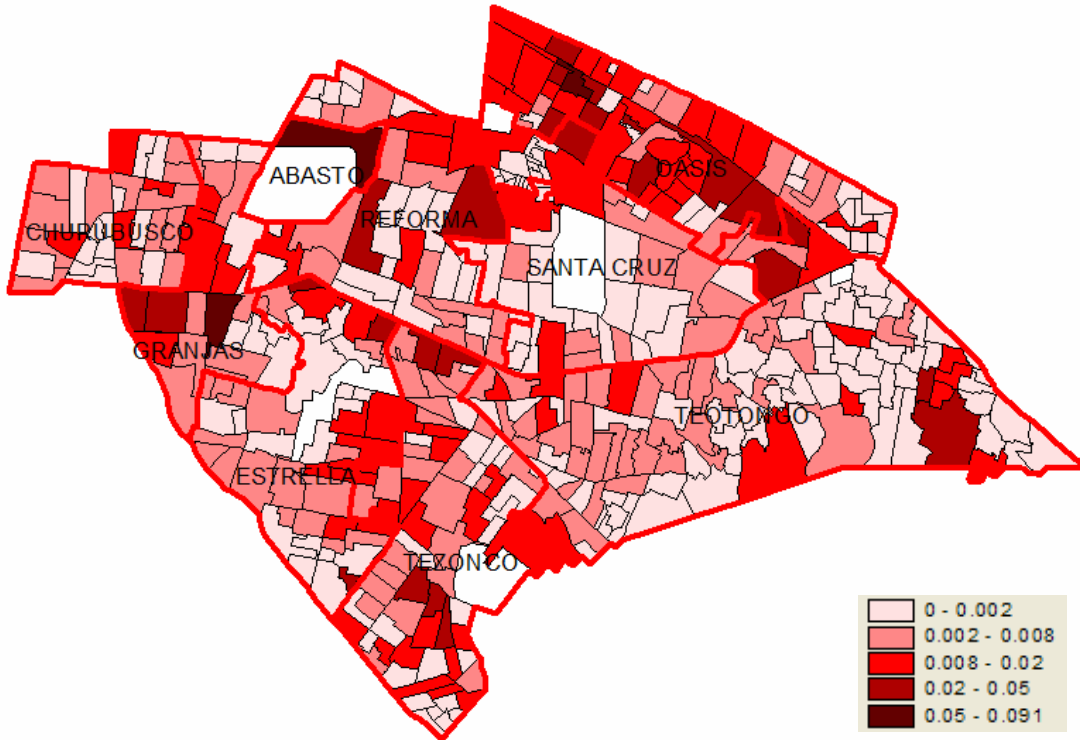 ABASTO
OASIS
REFORMA
CHURUBUSCO
SANTA CRUZ
GRANJAS
TEOTONGO
ESTRELLA
TEZONCO
0 - 0.002
0.002 - 0.008
0.008 - 0.02
0.02 - 0.05
0.05 - 0.091